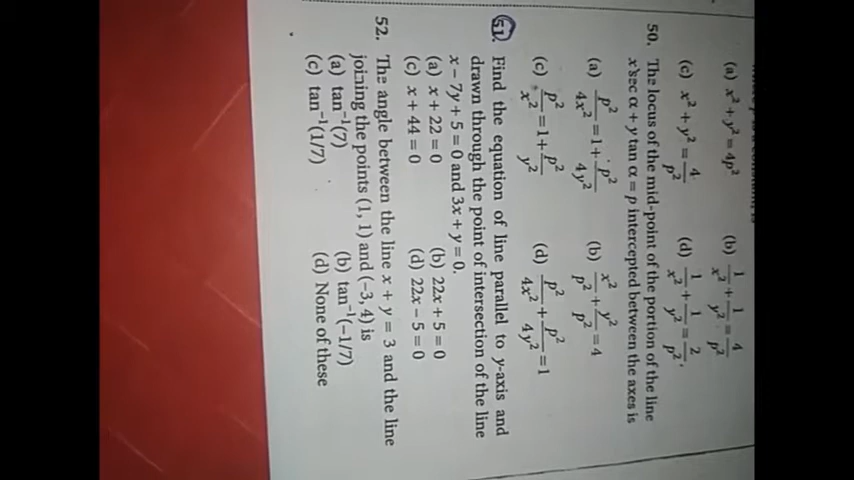 (a) x² + y² = 4p² (b) 1/x² + 1/y² = 4/p²
(c) x² + y² = 4/p² (d) 1/x² + 1/y² = 2/p²
50. The locus of the mid-point of the portion of the line
x sec α + y tan α = p intercepted between the axes is
(a) p²/4x² = 1 + p²/4y² (b) x²/p² + y²/p² = 4
(c) p²/x² = 1 + p²/y² (d) p²/4x² + p²/4y² = 1
51. Find the equation of line parallel to y-axis and
drawn through the point of intersection of the line
x − 7y + 5 = 0 and 3x + y = 0.
(a) x + 22 = 0 (b) 22x + 5 = 0
(c) x + 44 = 0 (d) 22x − 5 = 0
52. The angle between the line x + y = 3 and the line
joining the points (1, 1) and (−3, 4) is
(a) tan⁻¹(7) (b) tan⁻¹(−1/7)
(c) tan⁻¹(1/7) (d) None of these